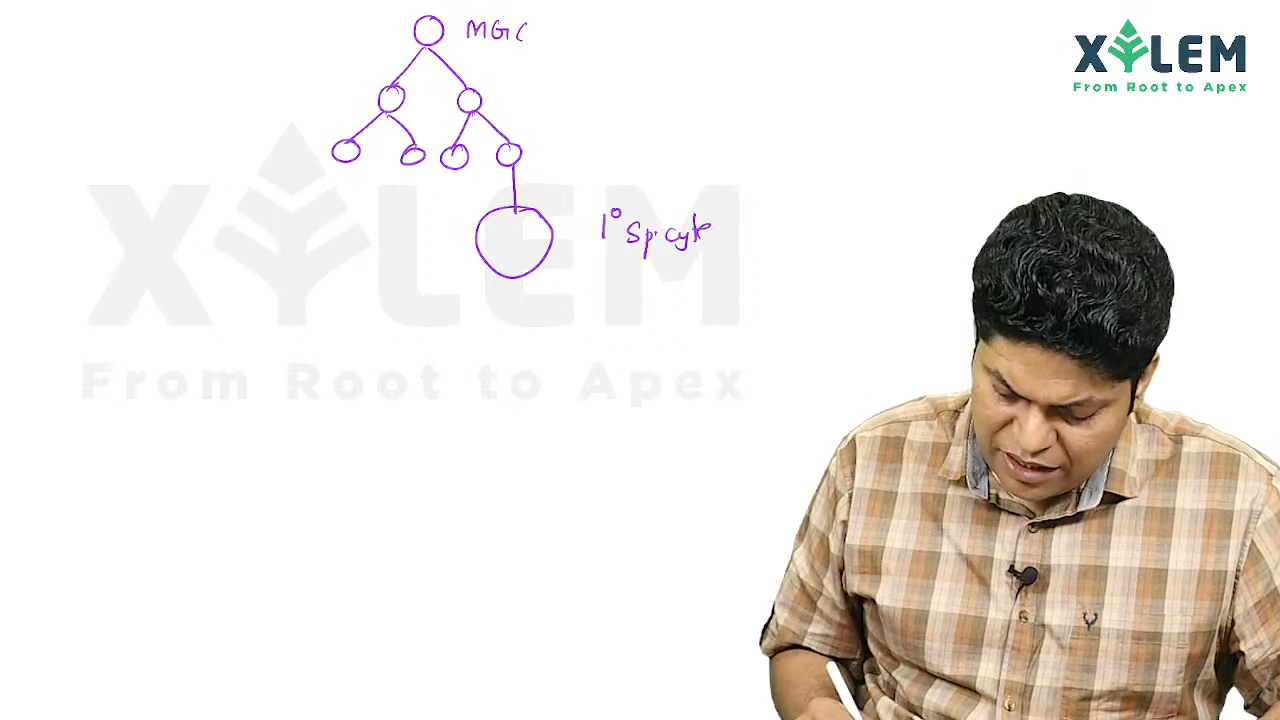 MGC
XYLEM
From Root to Apex
1° Sp. cyte
XYLEM
From Root to Apex